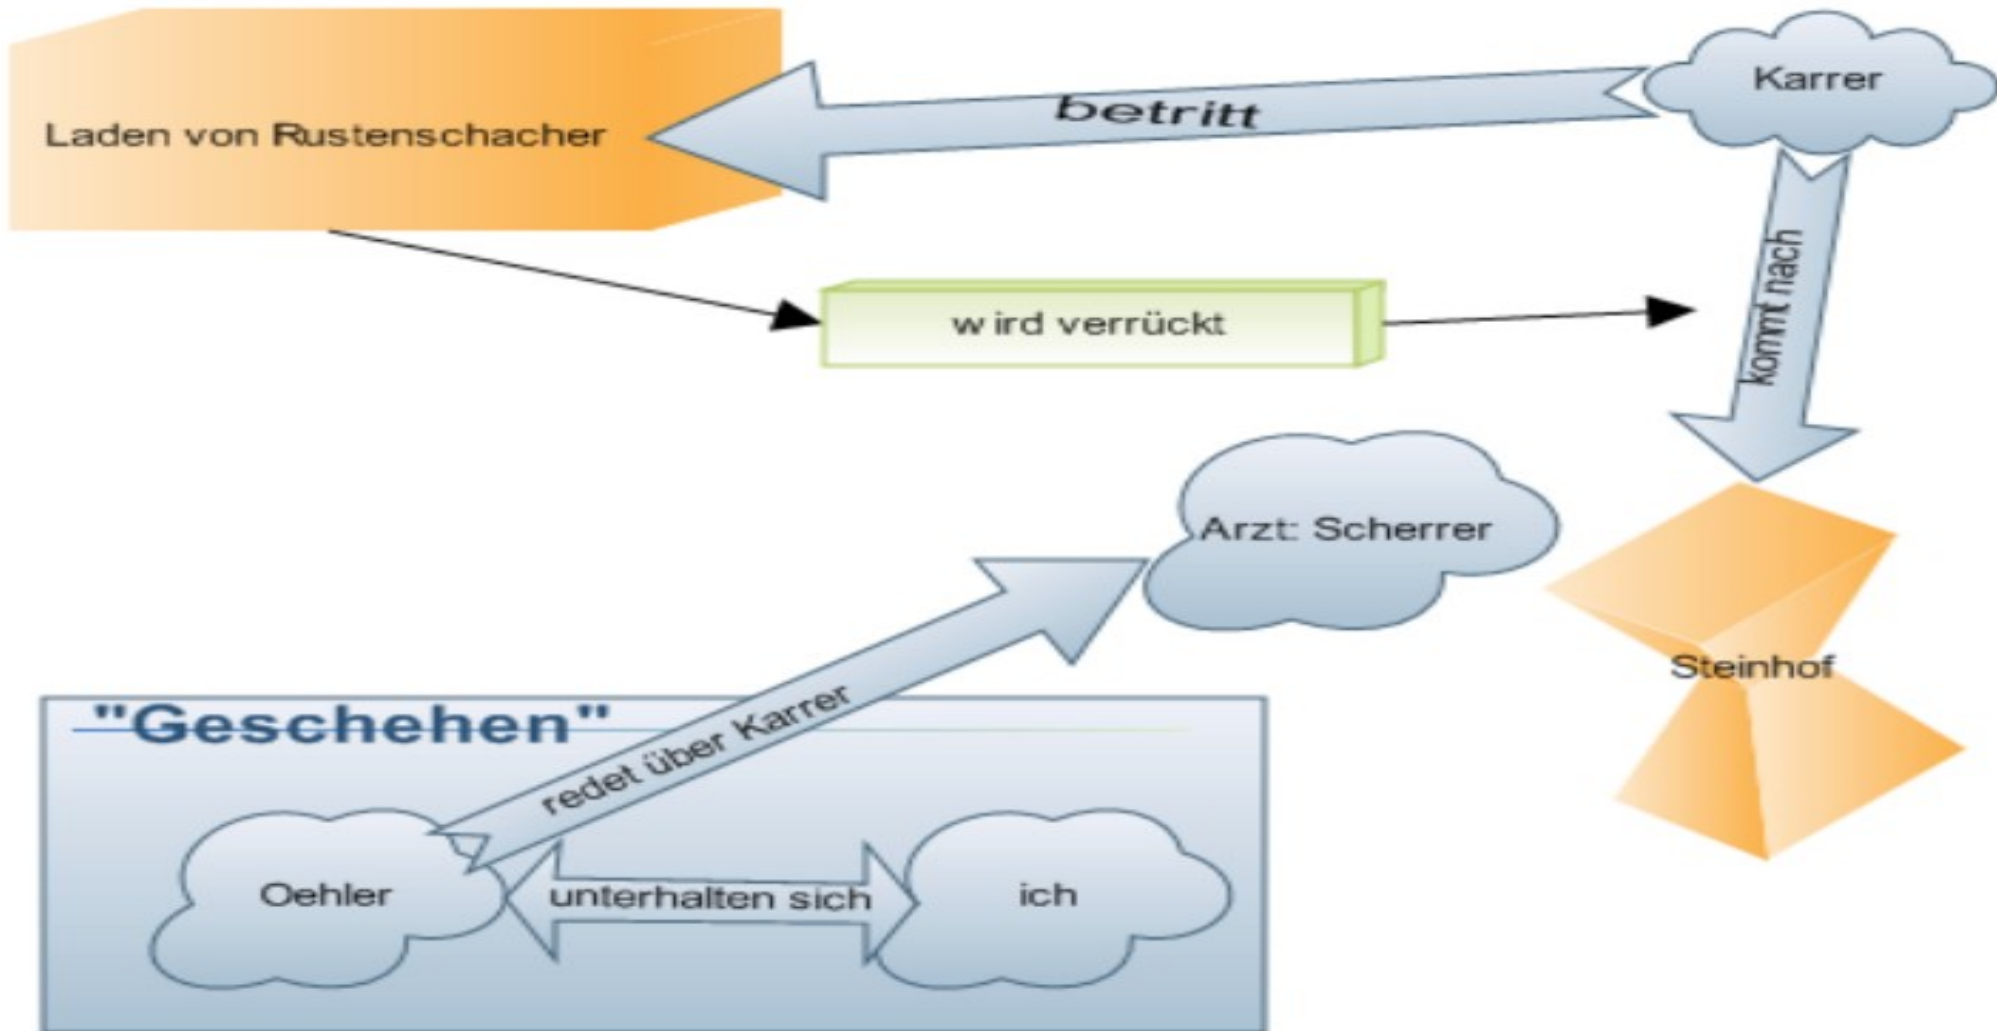 Karrer
betritt
Laden von Rustenschacher
kommt nach
wird verrückt
Arzt: Scherrer
Steinhof
"Geschehen"
redet über Karrer
Oehler
unterhalten sich
ich